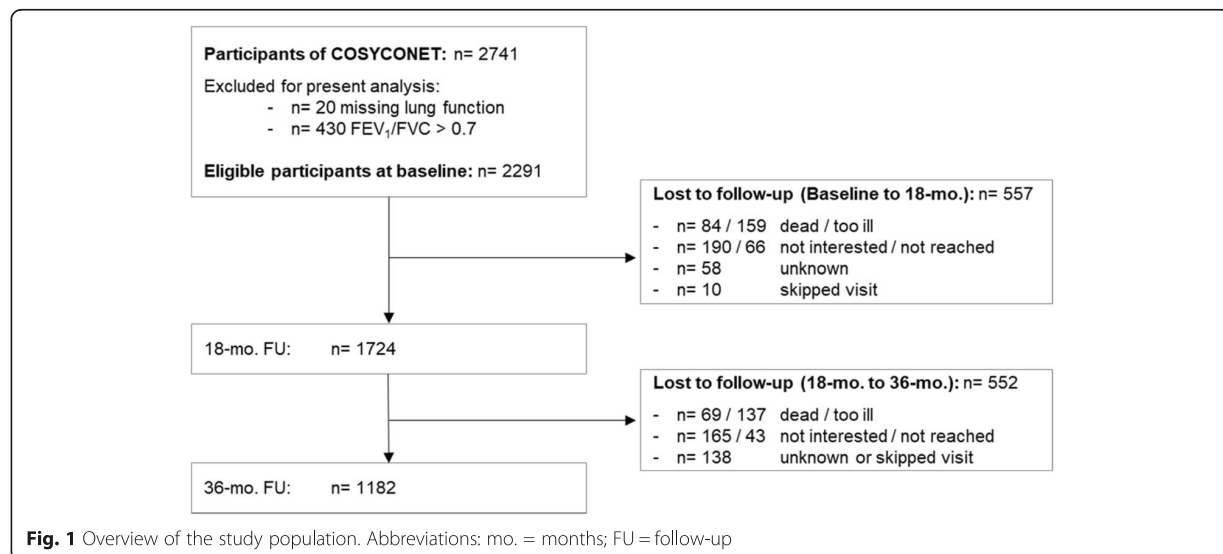 Participants of COSYCONET: n= 2741
Excluded for present analysis:
- n= 20 missing lung function
- n= 430 FEV₁/FVC > 0.7
Eligible participants at baseline: n= 2291
Lost to follow-up (Baseline to 18-mo.): n= 557
- n= 84 / 159 dead / too ill
- n= 190 / 66 not interested / not reached
- n= 58 unknown
- n= 10 skipped visit
18-mo. FU: n= 1724
Lost to follow-up (18-mo. to 36-mo.): n= 552
- n= 69 / 137 dead / too ill
- n= 165 / 43 not interested / not reached
- n= 138 unknown or skipped visit
36-mo. FU: n= 1182
Fig. 1 Overview of the study population. Abbreviations: mo. = months; FU = follow-up